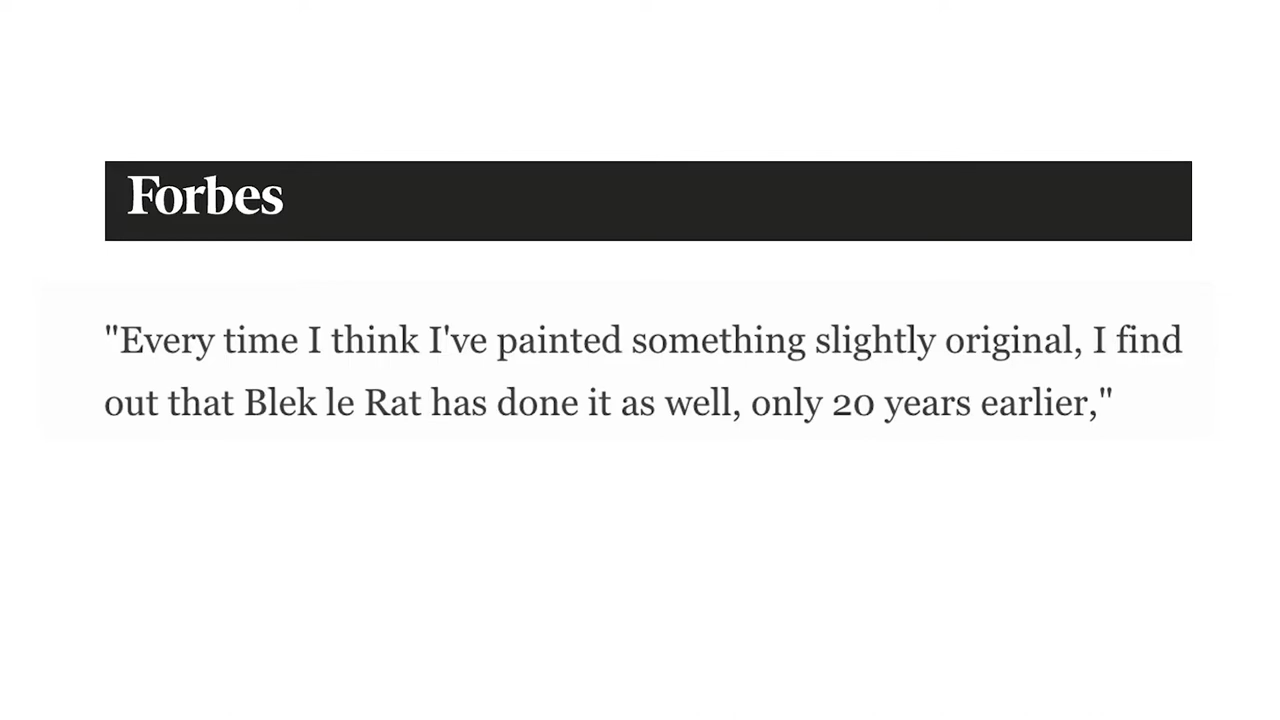 Forbes
"Every time I think I've painted something slightly original, I find
out that Blek le Rat has done it as well, only 20 years earlier,"